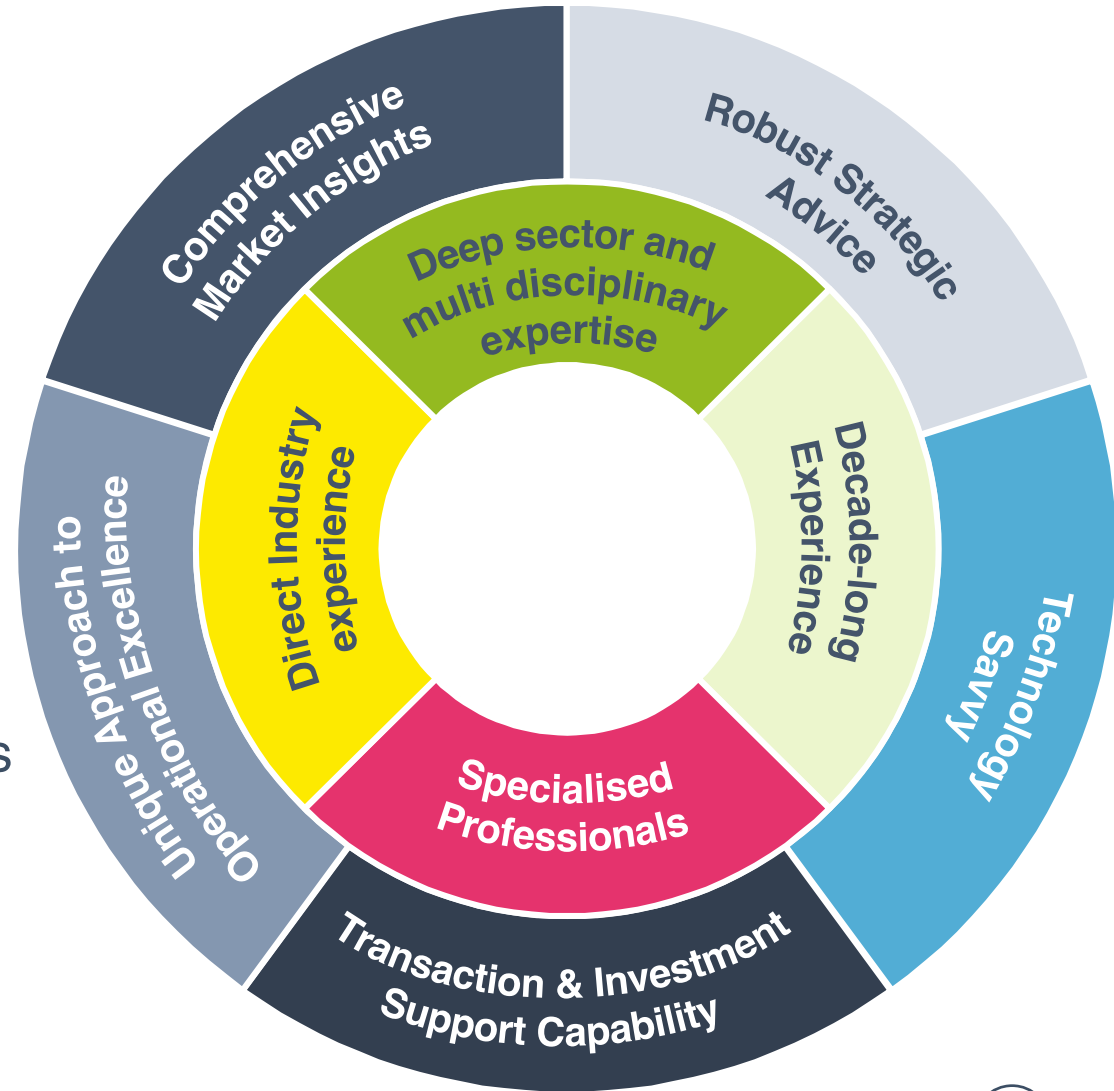 Comprehensive
Market Insights
Robust Strategic
Advice
Deep sector and
multi disciplinary
expertise
Direct Industry
experience
Decade-long
Experience
Unique Approach to
Operational Excellence
Technology
Savvy
s
Specialised
Professionals
Transaction & Investment
Support Capability